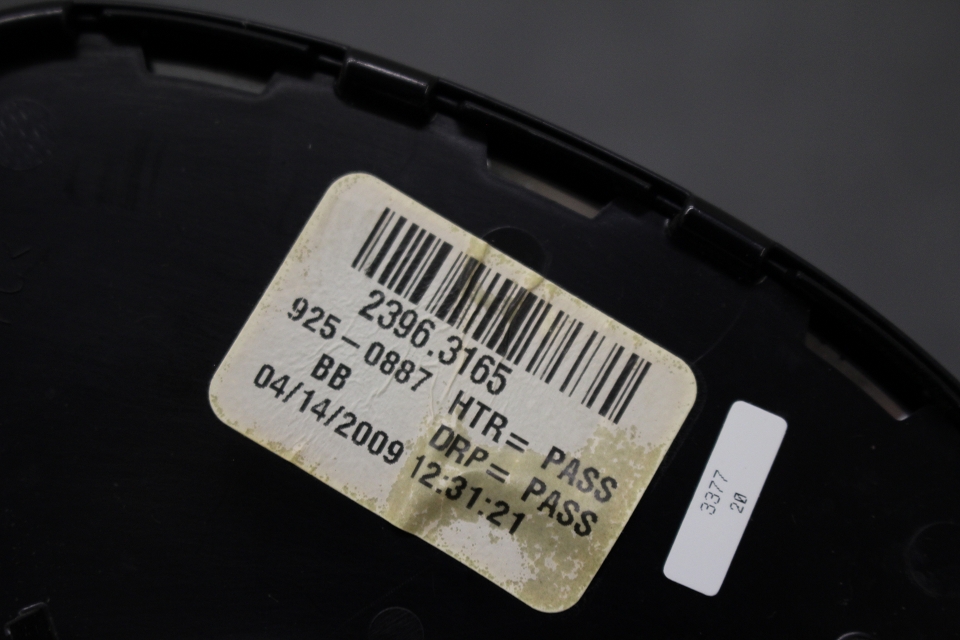 2396.3165
925-0887 HTR= PASS
BB DRP= PASS
04/14/2009 12:31:21
3377
20